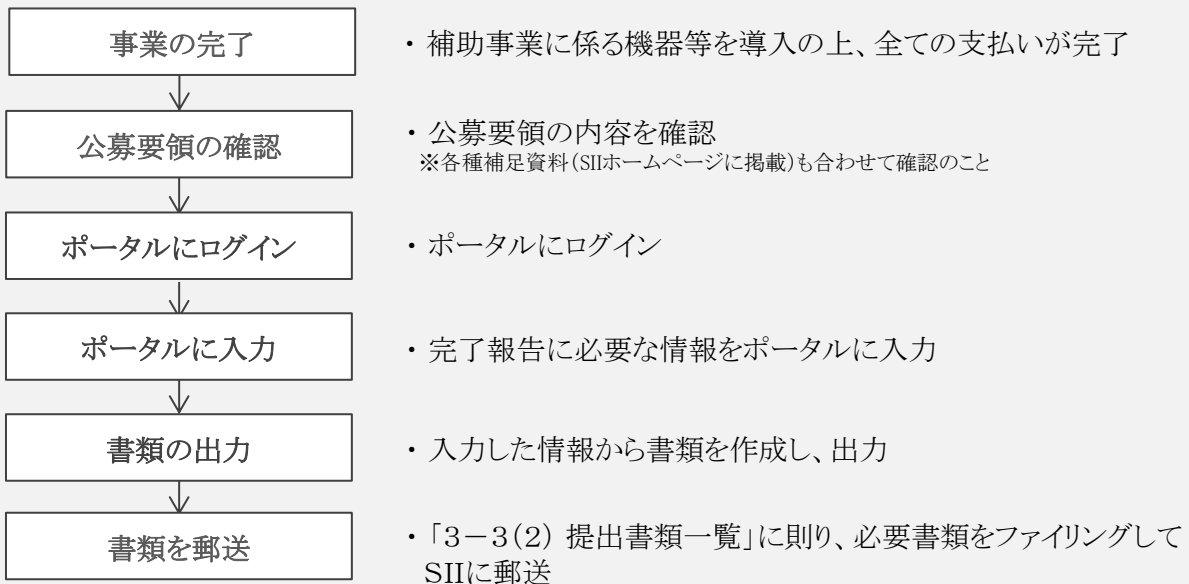 事業の完了
・補助事業に係る機器等を導入の上、全ての支払いが完了
公募要領の確認
・公募要領の内容を確認
※各種補足資料(SIIホームページに掲載)も合わせて確認のこと
ポータルにログイン
・ポータルにログイン
ポータルに入力
・完了報告に必要な情報をポータルに入力
書類の出力
・入力した情報から書類を作成し、出力
書類を郵送
・「3-3(2) 提出書類一覧」に則り、必要書類をファイリングして
SIIに郵送